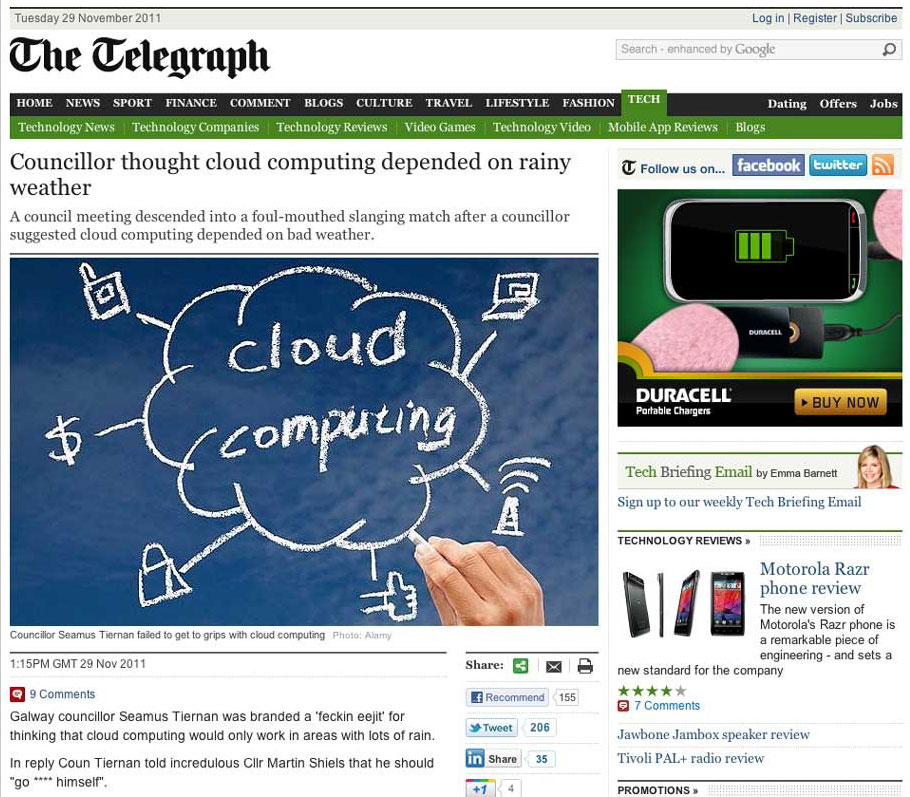 Tuesday 29 November 2011
Log in | Register | Subscribe
The Telegraph
Search - enhanced by Google
HOME NEWS SPORT FINANCE COMMENT BLOGS CULTURE TRAVEL LIFESTYLE FASHION TECH Dating Offers Jobs
Technology News Technology Companies Technology Reviews Video Games Technology Video Mobile App Reviews Blogs
Councillor thought cloud computing depended on rainy
weather
A council meeting descended into a foul-mouthed slanging match after a councillor
suggested cloud computing depended on bad weather.
cloud
computing
$
Councillor Seamus Tiernan failed to get to grips with cloud computing Photo: Alamy
1:15PM GMT 29 Nov 2011
9 Comments
Galway councillor Seamus Tiernan was branded a 'feckin eejit' for
thinking that cloud computing would only work in areas with lots of rain.
In reply Coun Tiernan told incredulous Cllr Martin Shiels that he should
"go **** himself".
Share:
Recommend 155
Tweet 206
in Share 35
+1 4
T Follow us on... facebook twitter
DURACELL
DURACELL
Portable Chargers
BUY NOW
Tech Briefing Email by Emma Barnett
Sign up to our weekly Tech Briefing Email
TECHNOLOGY REVIEWS »
Motorola Razr
phone review
The new version of
Motorola's Razr phone is
a remarkable piece of
engineering - and sets a
new standard for the company
7 Comments
Jawbone Jambox speaker review
Tivoli PAL+ radio review
PROMOTIONS »